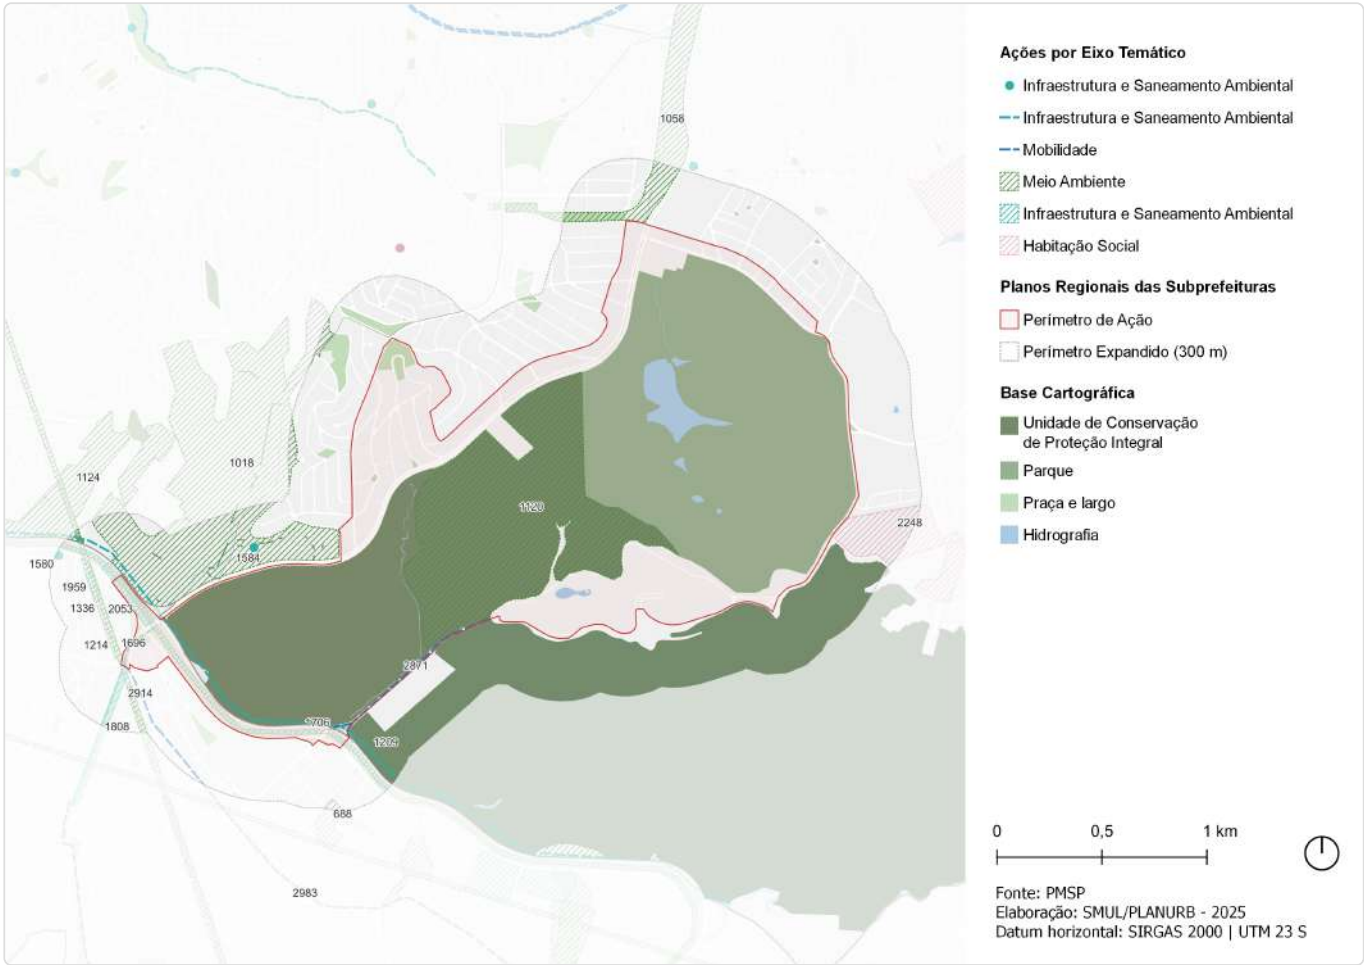 Ações por Eixo Temático
Infraestrutura e Saneamento Ambiental
Infraestrutura e Saneamento Ambiental
Mobilidade
Meio Ambiente
Infraestrutura e Saneamento Ambiental
Habitação Social
Planos Regionais das Subprefeituras
Perímetro de Ação
Perímetro Expandido (300 m)
Base Cartográfica
Unidade de Conservação
de Proteção Integral
Parque
Praça e largo
Hidrografia
1058
1018
1124
1120
2248
1584
1580
1959
1336
2053
1214
1696
2871
2914
1808
1706
1209
688
2983
0 0,5 1 km
Fonte: PMSP
Elaboração: SMUL/PLANURB - 2025
Datum horizontal: SIRGAS 2000 | UTM 23 S